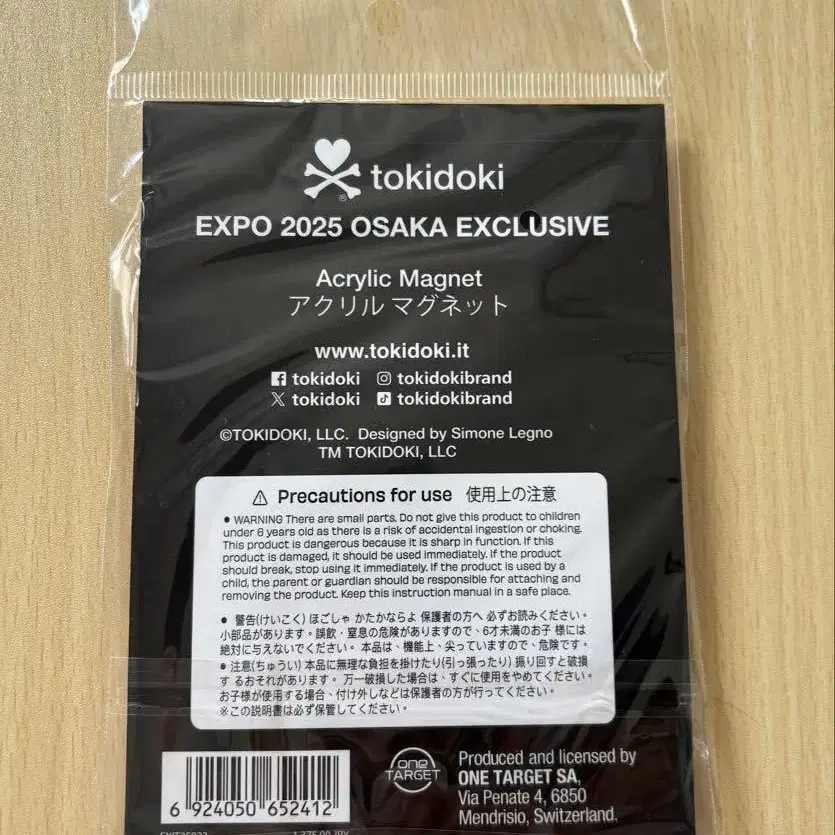 tokidoki
®
EXPO 2025 OSAKA EXCLUSIVE
Acrylic Magnet
アクリル マグネット
www.tokidoki.it
tokidoki tokidokibrand
tokidoki tokidokibrand
©TOKIDOKI, LLC. Designed by Simone Legno
TM TOKIDOKI, LLC
⚠ Precautions for use 使用上の注意
● WARNING There are small parts. Do not give this product to children
under 6 years old as there is a risk of accidental ingestion or choking.
This product is dangerous because it is sharp in function. If this
product is damaged, it should be used immediately. If the product
should break, stop using it immediately. If the product is used by a
child, the parent or guardian should be responsible for attaching and
removing the product. Keep this instruction manual in a safe place.
● 警告(けいこく) ほごしゃ かたかならよ 保護者の方へ 必ずお読みください。
小部品があります。誤飲・窒息の危険がありますので、6才未満のお子 様には
絶対に与えないでください。 本品は、機能上、尖っていますので、危険です。
● 注意(ちゅうい) 本品に無理な負担を掛けたり(引っ張ったり) 振り回すと破損
す るおそれがあります。 万一破損した場合は、すぐに使用をやめてください。
お子様が使用する場合、付け外しなどは保護者の方が行ってください。
※この説明書は必ず保管してください。
6 924050 652412
one
TARGET
Produced and licensed by
ONE TARGET SA,
Via Penate 4, 6850
Mendrisio, Switzerland.